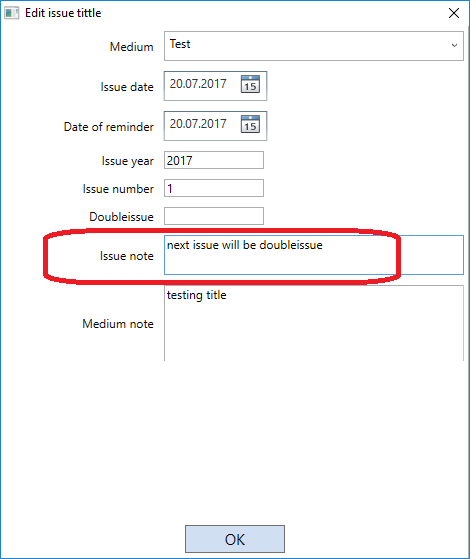 Edit issue tittle
Medium Test
Issue date 20.07.2017 15
Date of reminder 20.07.2017 15
Issue year 2017
Issue number 1
Doubleissue
Issue note next issue will be doubleissue
testing title
Medium note
OK